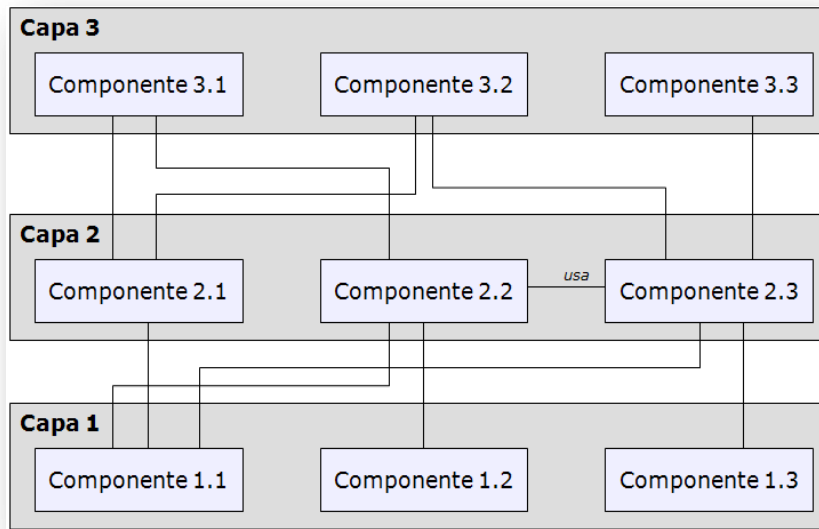 Capa 3
Componente 3.1
Componente 3.2
Componente 3.3
Capa 2
usa
Componente 2.1
Componente 2.2
Componente 2.3
Capa 1
Componente 1.1
Componente 1.2
Componente 1.3